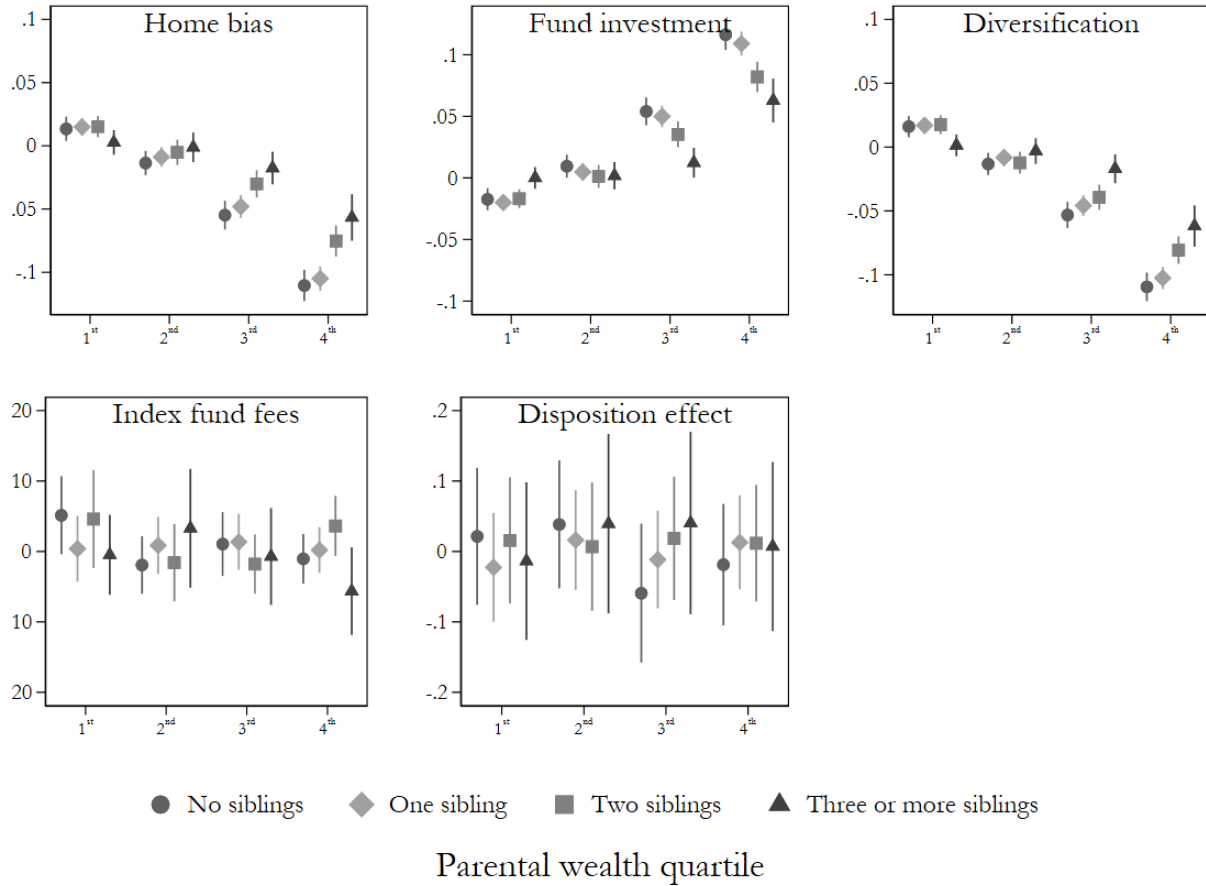 Home bias
.1
.05
0
.05
-.1
1st 2nd 3rd 4th
Fund investment
.1
.05
0
-.05
-.1
1st 2nd 3rd 4th
Diversification
.1
.05
0
-.05
-.1
1st 2nd 3rd 4th
Index fund fees
20
10
0
10
20
1st 2nd 3rd 4th
Disposition effect
.2
.1
0
-.1
-.2
1st 2nd 3rd 4th
No siblings One sibling Two siblings Three or more siblings
Parental wealth quartile